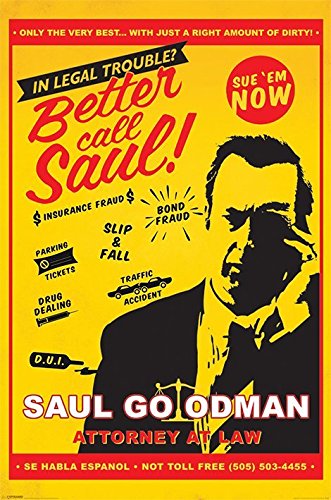 • ONLY THE VERY BEST... WITH JUST A RIGHT AMOUNT OF DIRTY! •
IN LEGAL TROUBLE?
Better
call
Saul!
SUE 'EM
NOW
$ INSURANCE FRAUD $
BOND
FRAUD
SLIP
&
FALL
PARKING
TICKETS
TRAFFIC
ACCIDENT
DRUG
DEALING
D.U.I.
SAUL GOODMAN
ATTORNEY AT LAW
• SE HABLA ESPANOL • NOT TOLL FREE (505) 503-4455 •